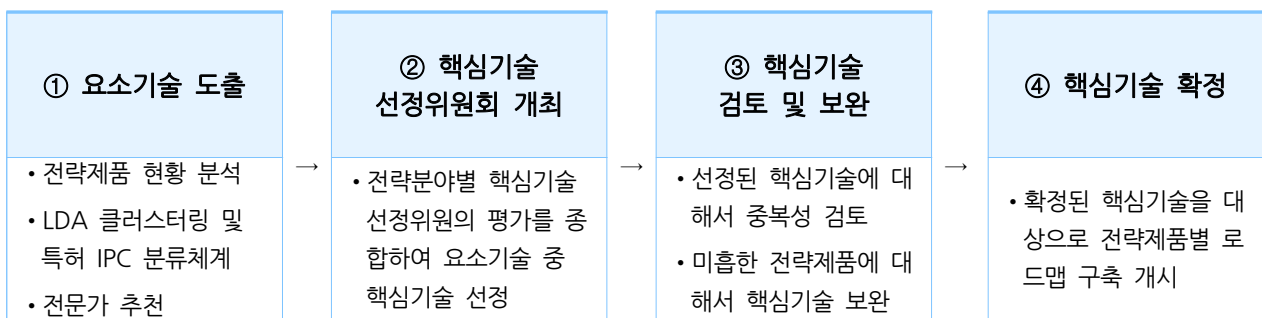 ① 요소기술 도출
• 전략제품 현황 분석
• LDA 클러스터링 및
특허 IPC 분류체계
• 전문가 추천
→
② 핵심기술
선정위원회 개최
• 전략분야별 핵심기술
선정위원의 평가를 종
합하여 요소기술 중
핵심기술 선정
→
③ 핵심기술
검토 및 보완
• 선정된 핵심기술에 대
해서 중복성 검토
• 미흡한 전략제품에 대
해서 핵심기술 보완
→
④ 핵심기술 확정
• 확정된 핵심기술을 대
상으로 전략제품별 로
드맵 구축 개시